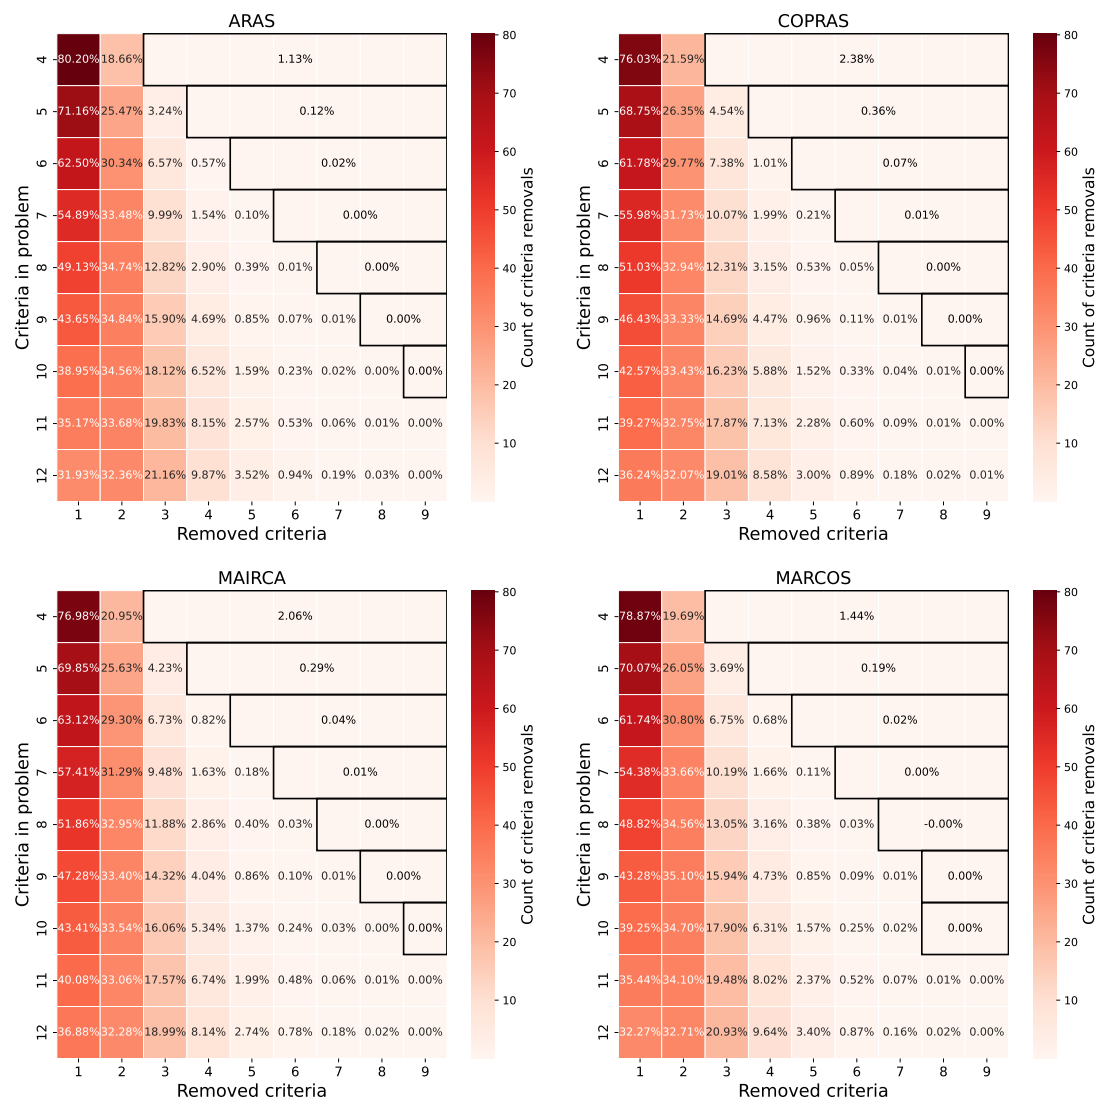 ARAS
Criteria in problem
4 80.20% 18.66% 1.13%
5 71.16% 25.47% 3.24% 0.12%
6 62.50% 30.34% 6.57% 0.57% 0.02%
7 54.89% 33.48% 9.99% 1.54% 0.10% 0.00%
8 49.13% 34.74% 12.82% 2.90% 0.39% 0.01% 0.00%
9 43.65% 34.84% 15.90% 4.69% 0.85% 0.07% 0.01% 0.00%
10 38.95% 34.56% 18.12% 6.52% 1.59% 0.23% 0.02% 0.00% 0.00%
11 35.17% 33.68% 19.83% 8.15% 2.57% 0.53% 0.06% 0.01% 0.00%
12 31.93% 32.36% 21.16% 9.87% 3.52% 0.94% 0.19% 0.03% 0.00%
1 2 3 4 5 6 7 8 9
Removed criteria
80
70
60
50
40
30
20
10
Count of criteria removals
COPRAS
Criteria in problem
4 76.03% 21.59% 2.38%
5 68.75% 26.35% 4.54% 0.36%
6 61.78% 29.77% 7.38% 1.01% 0.07%
7 55.98% 31.73% 10.07% 1.99% 0.21% 0.01%
8 51.03% 32.94% 12.31% 3.15% 0.53% 0.05% 0.00%
9 46.43% 33.33% 14.69% 4.47% 0.96% 0.11% 0.01% 0.00%
10 42.57% 33.43% 16.23% 5.88% 1.52% 0.33% 0.04% 0.01% 0.00%
11 39.27% 32.75% 17.87% 7.13% 2.28% 0.60% 0.09% 0.01% 0.00%
12 36.24% 32.07% 19.01% 8.58% 3.00% 0.89% 0.18% 0.02% 0.01%
1 2 3 4 5 6 7 8 9
Removed criteria
80
70
60
50
40
30
20
10
Count of criteria removals
MAIRCA
Criteria in problem
4 76.98% 20.95% 2.06%
5 69.85% 25.63% 4.23% 0.29%
6 63.12% 29.30% 6.73% 0.82% 0.04%
7 57.41% 31.29% 9.48% 1.63% 0.18% 0.01%
8 51.86% 32.95% 11.88% 2.86% 0.40% 0.03% 0.00%
9 47.28% 33.40% 14.32% 4.04% 0.86% 0.10% 0.01% 0.00%
10 43.41% 33.54% 16.06% 5.34% 1.37% 0.24% 0.03% 0.00% 0.00%
11 40.08% 33.06% 17.57% 6.74% 1.99% 0.48% 0.06% 0.01% 0.00%
12 36.88% 32.28% 18.99% 8.14% 2.74% 0.78% 0.18% 0.02% 0.00%
1 2 3 4 5 6 7 8 9
Removed criteria
80
70
60
50
40
30
20
10
Count of criteria removals
MARCOS
Criteria in problem
4 78.87% 19.69% 1.44%
5 70.07% 26.05% 3.69% 0.19%
6 61.74% 30.80% 6.75% 0.68% 0.02%
7 54.38% 33.66% 10.19% 1.66% 0.11% 0.00%
8 48.82% 34.56% 13.05% 3.16% 0.38% 0.03% -0.00%
9 43.28% 35.10% 15.94% 4.73% 0.85% 0.09% 0.01% 0.00%
10 39.25% 34.70% 17.90% 6.31% 1.57% 0.25% 0.02% 0.00%
11 35.44% 34.10% 19.48% 8.02% 2.37% 0.52% 0.07% 0.01% 0.00%
12 32.27% 32.71% 20.93% 9.64% 3.40% 0.87% 0.16% 0.02% 0.00%
1 2 3 4 5 6 7 8 9
Removed criteria
80
70
60
50
40
30
20
10
Count of criteria removals